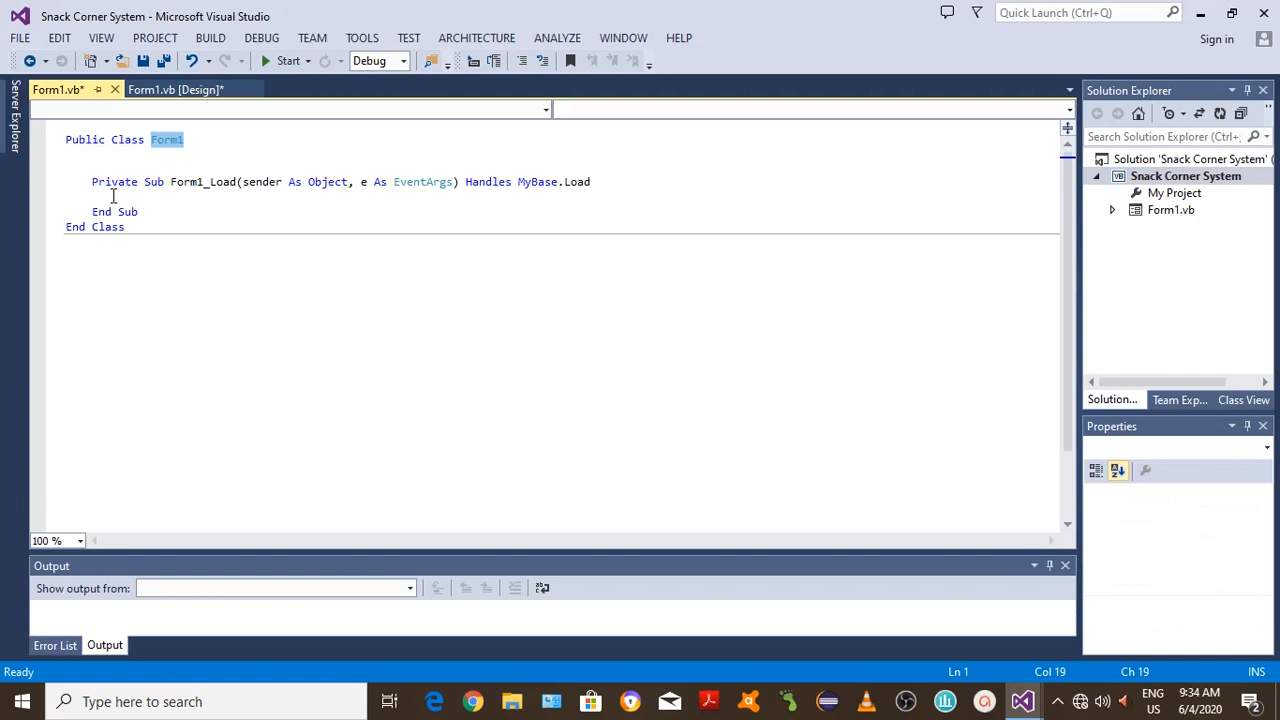 Snack Corner System - Microsoft Visual Studio
Quick Launch (Ctrl+Q)
FILE EDIT VIEW PROJECT BUILD DEBUG TEAM TOOLS TEST ARCHITECTURE ANALYZE WINDOW HELP
Sign in
Start Debug
Server Explorer
Form1.vb* Form1.vb [Design]*
Public Class Form1
Private Sub Form1_Load(sender As Object, e As EventArgs) Handles MyBase.Load
End Sub
End Class
100 %
Output
Show output from:
Error List Output
Solution Explorer
Search Solution Explorer (Ctrl+
Solution 'Snack Corner System' (
Snack Corner System
My Project
Form1.vb
Solution... Team Exp... Class View
Properties
Ready Ln 1 Col 19 Ch 19 INS
Type here to search
ENG
US
9:34 AM
6/4/2020
2